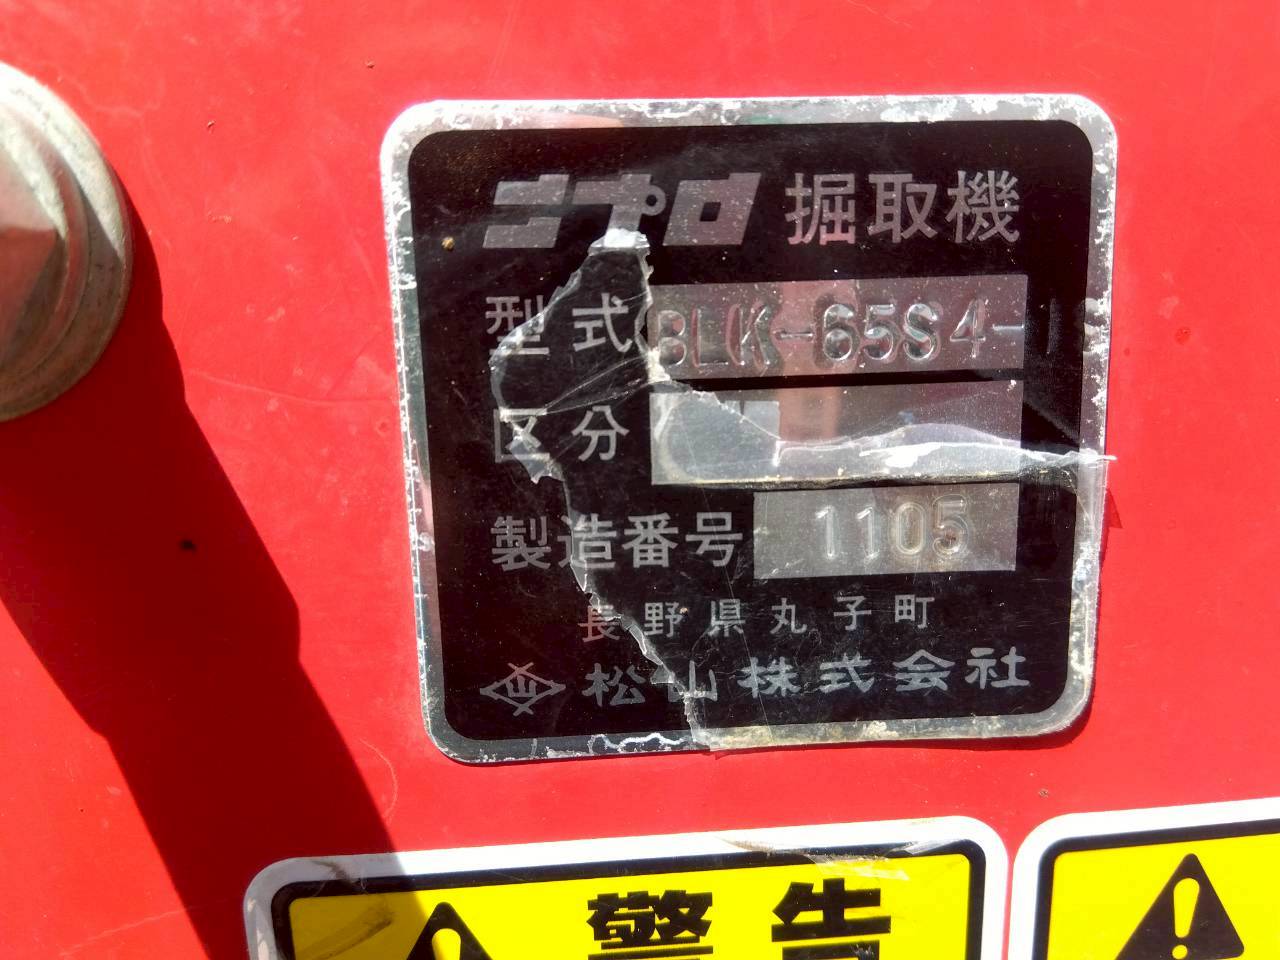 ニプロ 掘取機
型式 BLK-65S4-
区分
製造番号 1105
長野県丸子町
松山株式会社
警告